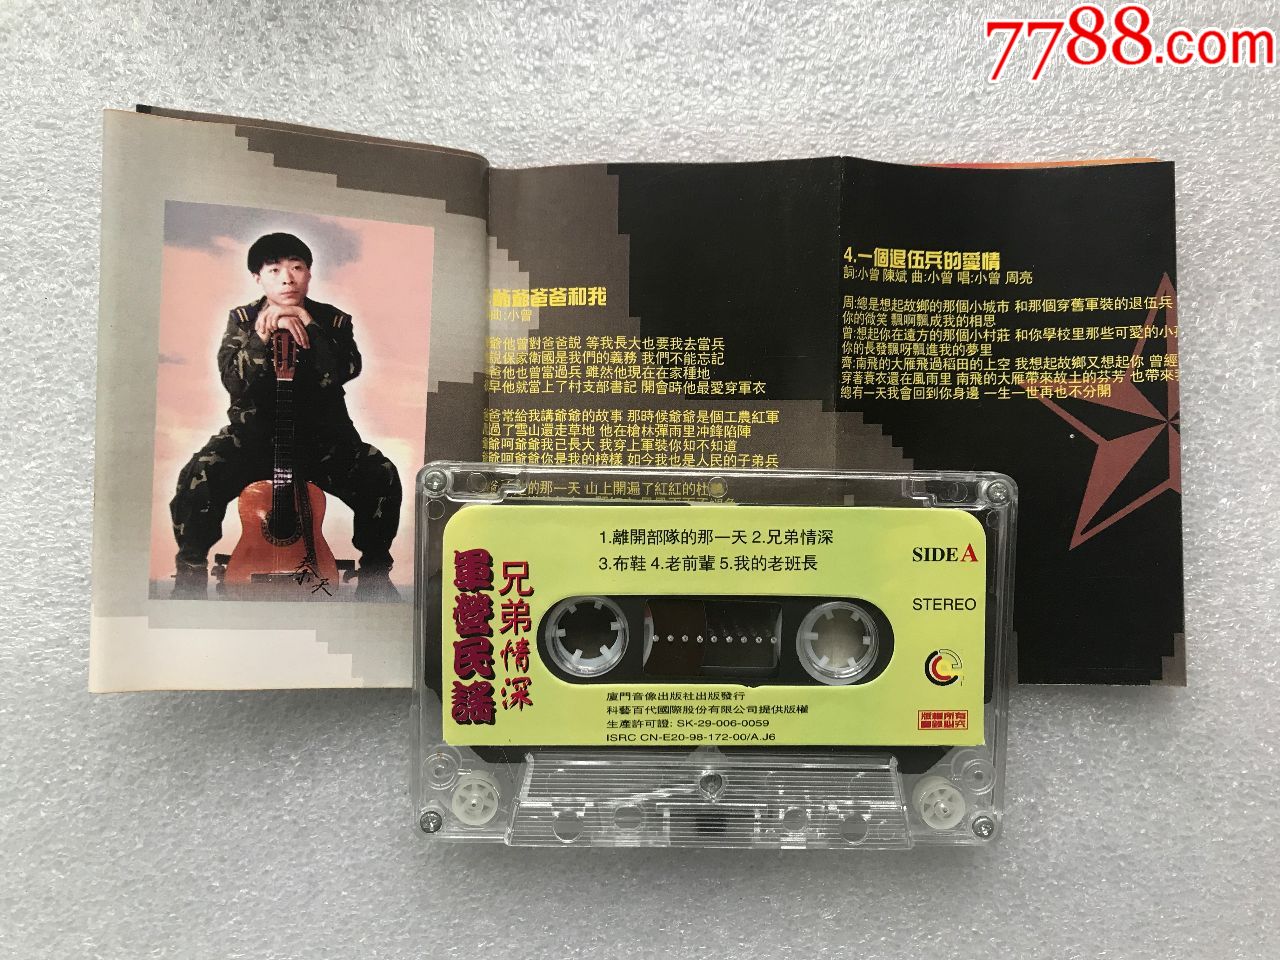 7788.com
爺爺爸爸和我
曲:小曾
爺他曾對爸爸說 等我長大也要我去當兵
說保家衛國是我們的義務 我們不能忘記
爸他也曾當過兵 雖然他現在在家種地
早他就當上了村支部書記 開會時他最愛穿軍衣
爸常給我講爺爺的故事 那時候爺爺是個工農紅軍
過了雪山還走草地 他在槍林彈雨里冲鋒陷陣
爺呵爺爺我已長大 我穿上軍裝你知不知道
爺呵爺爺你是我的榜樣 如今我也是人民的子弟兵
的那一天 山上開遍了紅紅的杜
4.一個退伍兵的愛情
詞:小曾 陳斌 曲:小曾 唱:小曾 周亮
周:總是想起故鄉的那個小城市 和那個穿舊軍裝的退伍兵
你的微笑 飄啊飄成我的相思
曾:想起你在遠方的那個小村莊 和你學校里那些可愛的小孩
你的長發飄呀飄進我的夢里
齊:南飛的大雁飛過稻田的上空 我想起故鄉又想起你 曾經
穿著蓑衣還在風雨里 南飛的大雁帶來故土的芬芳 也帶來我
總有一天我會回到你身邊 一生一世再也不分開
秦天
1.離開部隊的那一天 2.兄弟情深
3.布鞋 4.老前輩 5.我的老班長
SIDE A
STEREO
兄弟情深
軍營民謠
廈門音像出版社出版發行
科藝百代國際股份有限公司提供版權
生產許可證: SK-29-006-0059
ISRC CN-E20-98-172-00/A.J6
版權所有
翻録必究